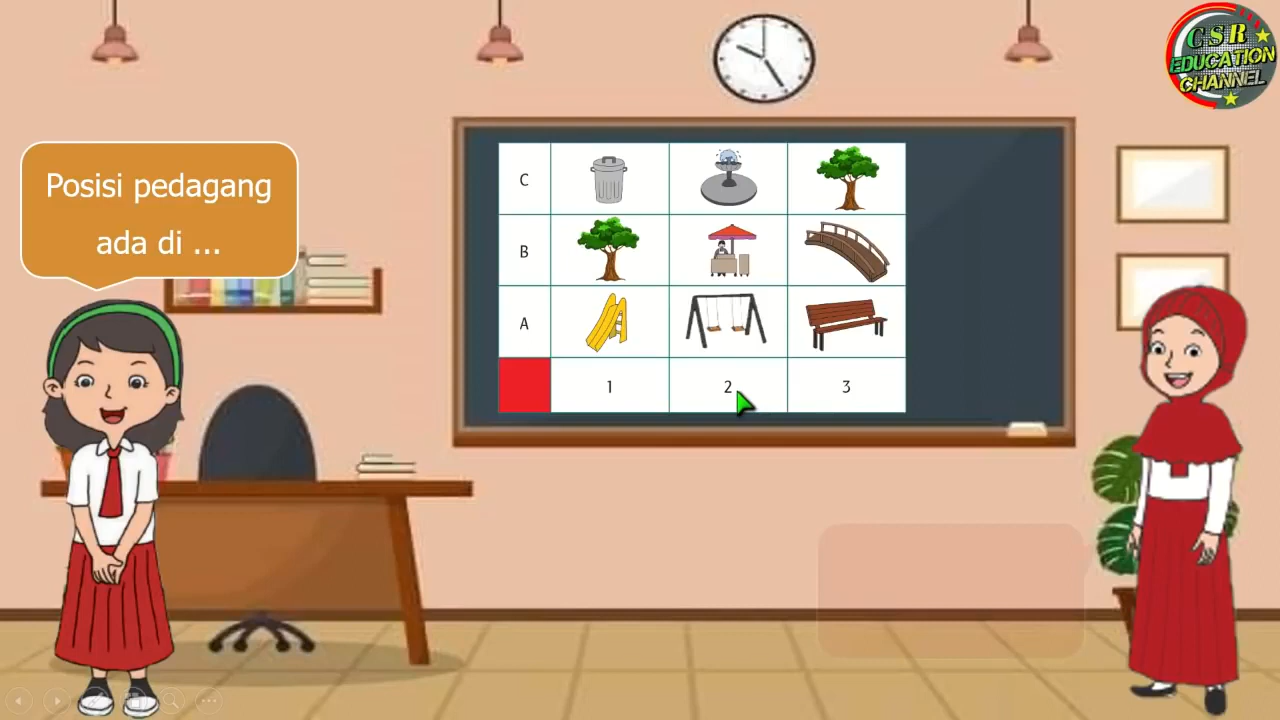 CSR
EDUCATION
CHANNEL
Posisi pedagang
ada di ...
C
B
A
1 2 3